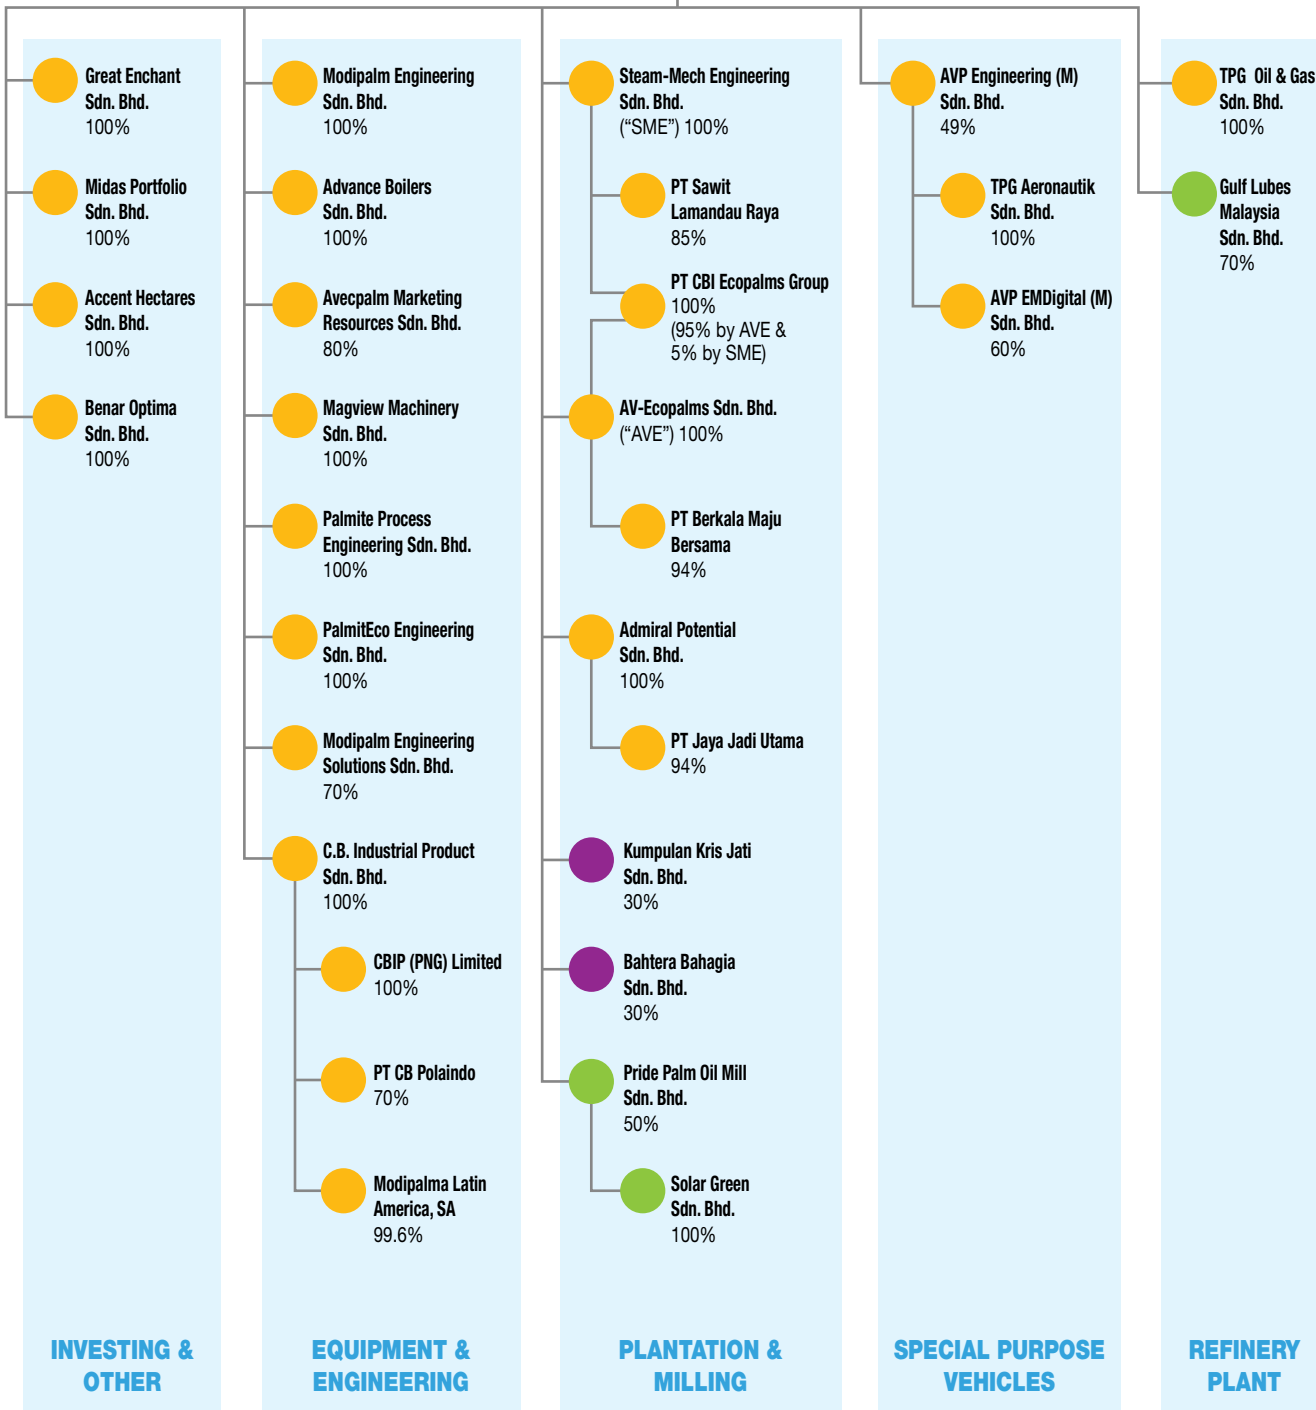 Great Enchant
Sdn. Bhd.
100%
Midas Portfolio
Sdn. Bhd.
100%
Accent Hectares
Sdn. Bhd.
100%
Benar Optima
Sdn. Bhd.
100%
INVESTING &
OTHER
Modipalm Engineering
Sdn. Bhd.
100%
Advance Boilers
Sdn. Bhd.
100%
Avecpalm Marketing
Resources Sdn. Bhd.
80%
Magview Machinery
Sdn. Bhd.
100%
Palmite Process
Engineering Sdn. Bhd.
100%
PalmitEco Engineering
Sdn. Bhd.
100%
Modipalm Engineering
Solutions Sdn. Bhd.
70%
C.B. Industrial Product
Sdn. Bhd.
100%
CBIP (PNG) Limited
100%
PT CB Polaindo
70%
Modipalma Latin
America, SA
99.6%
EQUIPMENT &
ENGINEERING
Steam-Mech Engineering
Sdn. Bhd.
(“SME”) 100%
PT Sawit
Lamandau Raya
85%
PT CBI Ecopalms Group
100%
(95% by AVE &
5% by SME)
AV-Ecopalms Sdn. Bhd.
(“AVE”) 100%
PT Berkala Maju
Bersama
94%
Admiral Potential
Sdn. Bhd.
100%
PT Jaya Jadi Utama
94%
Kumpulan Kris Jati
Sdn. Bhd.
30%
Bahtera Bahagia
Sdn. Bhd.
30%
Pride Palm Oil Mill
Sdn. Bhd.
50%
Solar Green
Sdn. Bhd.
100%
PLANTATION &
MILLING
AVP Engineering (M)
Sdn. Bhd.
49%
TPG Aeronautik
Sdn. Bhd.
100%
AVP EMDigital (M)
Sdn. Bhd.
60%
SPECIAL PURPOSE
VEHICLES
TPG Oil & Gas
Sdn. Bhd.
100%
Gulf Lubes
Malaysia
Sdn. Bhd.
70%
REFINERY
PLANT